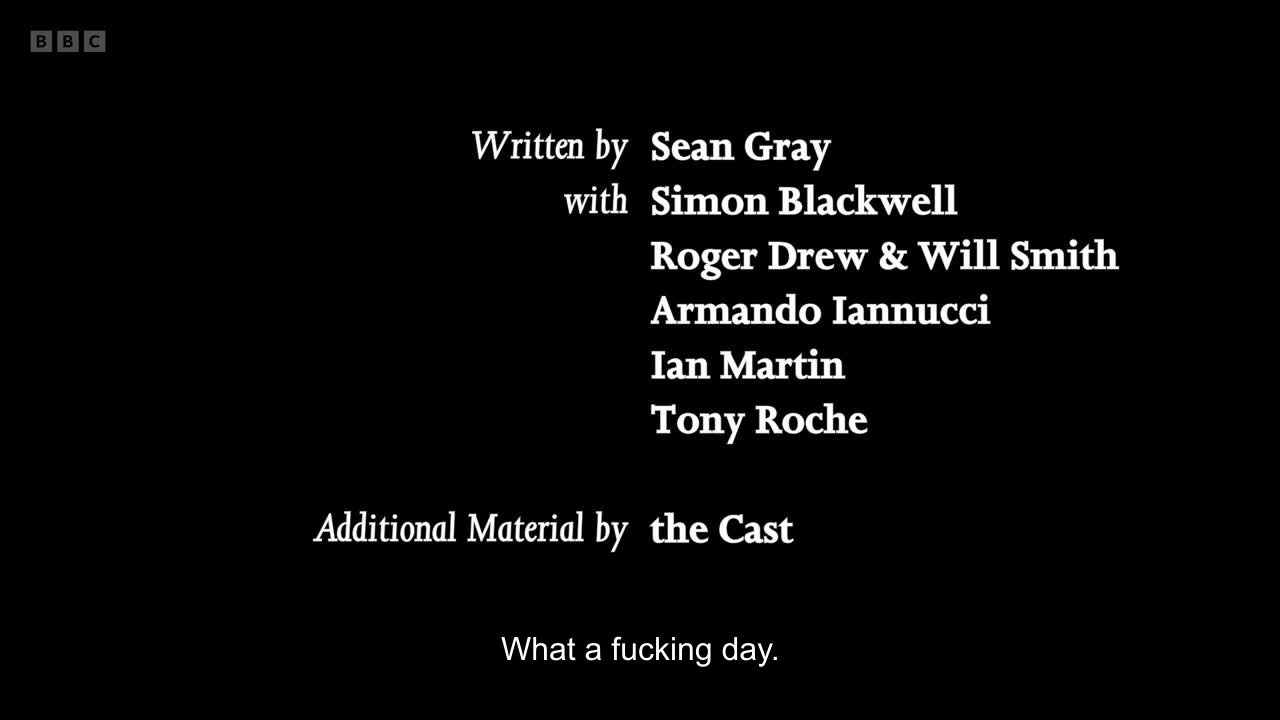 BBC
Written by Sean Gray
with Simon Blackwell
Roger Drew & Will Smith
Armando Iannucci
Ian Martin
Tony Roche
Additional Material by the Cast
What a fucking day.